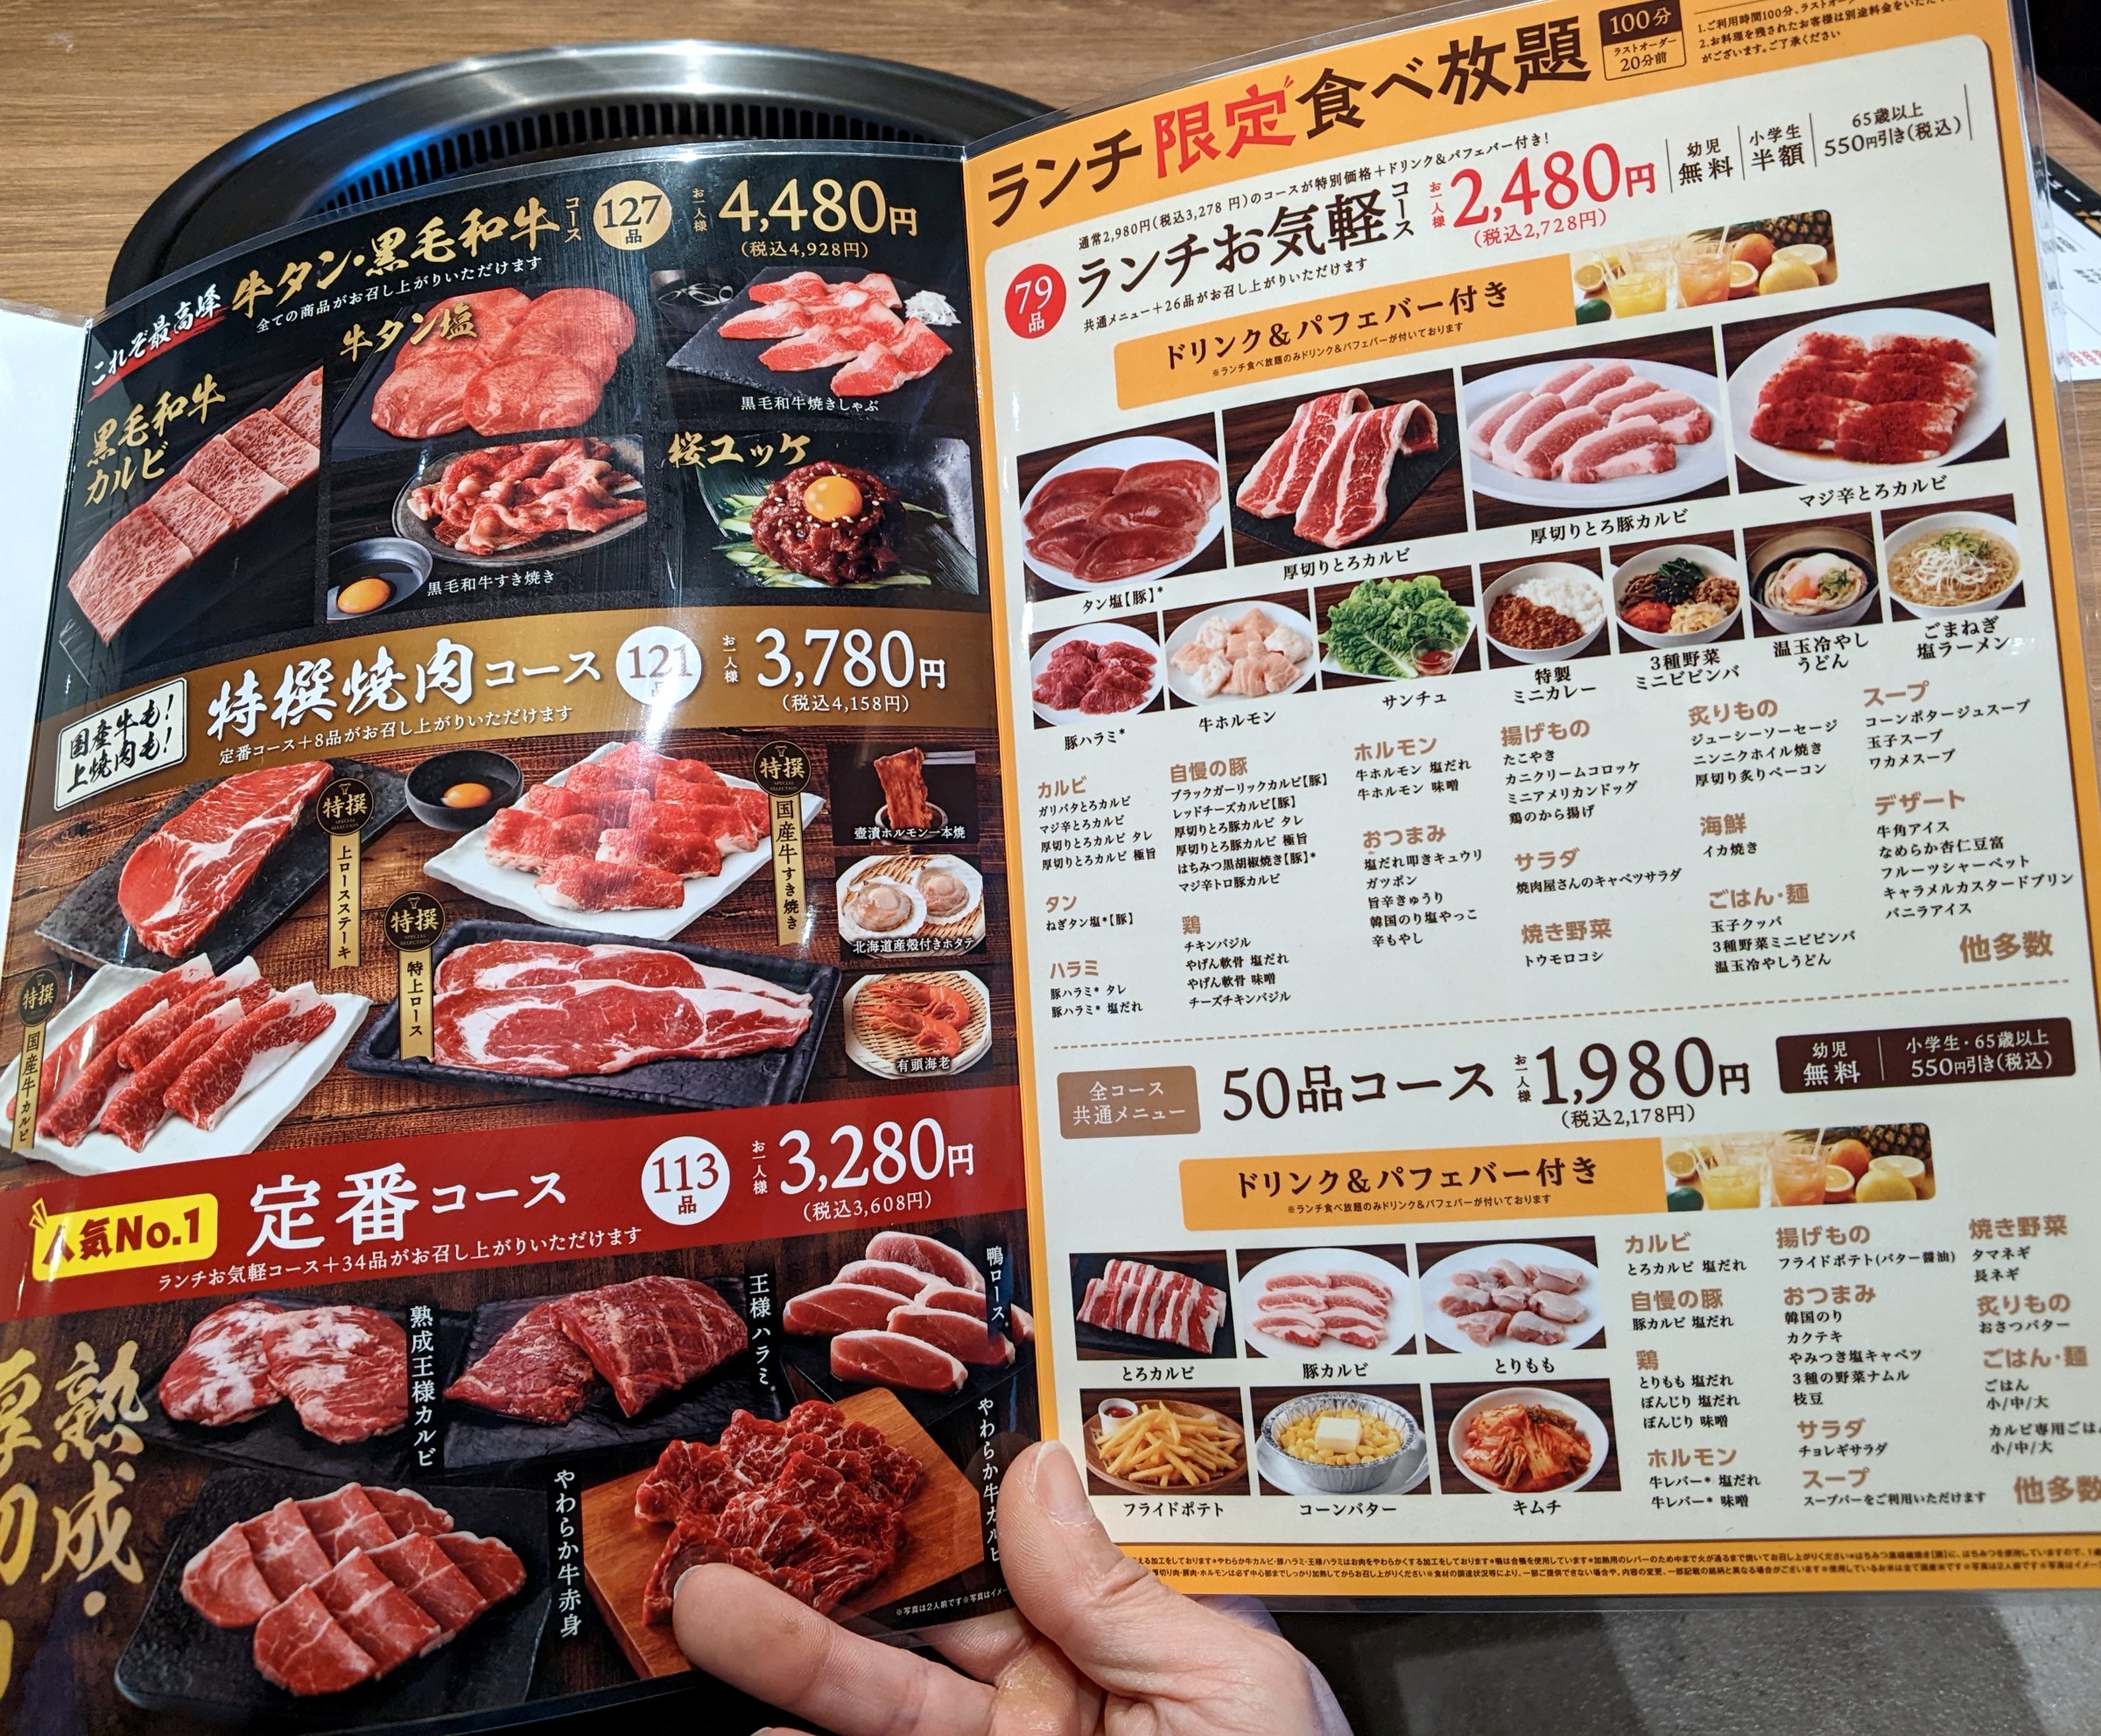 これぞ最高峰
牛タン・黒毛和牛コース
127品
お一人様
4,480円
(税込4,928円)
全ての商品がお召し上がりいただけます
黒毛和牛
カルビ
牛タン塩
黒毛和牛焼きしゃぶ
黒毛和牛すき焼き
桜ユッケ
国産牛も!
上焼肉も!
特撰焼肉コース
121
お一人様
3,780円
(税込4,158円)
定番コース+8品がお召し上がりいただけます
特撰
上ロースステーキ
特撰
国産牛すき焼き
壺漬ホルモン一本焼
北海道産殻付きホタテ
有頭海老
特撰
特上ロース
特撰
国産牛カルビ
人気No.1
定番コース
113品
お一人様
3,280円
(税込3,608円)
ランチお気軽コース+34品がお召し上がりいただけます
熟成・
厚切
熟成王様カルビ
王様ハラミ*
鴨ロース*
やわらか牛赤身
やわらか牛カルビ
ランチ限定食べ放題
100分
ラストオーダー
20分前
2.お料理を残されたお客様は別途料金をいただ
がございます。ご了承ください
通常2,980円(税込3,278円)のコースが特別価格+ドリンク&パフェバー付き!
79品
ランチお気軽コース
お一人様
2,480円
(税込2,728円)
幼児
無料
小学生
半額
65歳以上
550円引き(税込)
共通メニュー+26品がお召し上がりいただけます
ドリンク&パフェバー付き
※ランチ食べ放題のみドリンク&パフェバーが付いております
タン塩【豚】*
厚切りとろカルビ
厚切りとろ豚カルビ
マジ辛とろカルビ
豚ハラミ*
牛ホルモン
サンチュ
特製
ミニカレー
3種野菜
ミニビビンバ
温玉冷やし
うどん
ごまねぎ
塩ラーメン
カルビ
ガリバタとろカルビ
マジ辛とろカルビ
厚切りとろカルビ タレ
厚切りとろカルビ 極旨
タン
ねぎタン塩*【豚】
ハラミ
豚ハラミ* タレ
豚ハラミ* 塩だれ
自慢の豚
ブラックガーリックカルビ【豚】
レッドチーズカルビ【豚】
厚切りとろ豚カルビ タレ
厚切りとろ豚カルビ 極旨
はちみつ黒胡椒焼き【豚】*
マジ辛トロ豚カルビ
鶏
チキンバジル
やげん軟骨 塩だれ
やげん軟骨 味噌
チーズチキンバジル
ホルモン
牛ホルモン 塩だれ
牛ホルモン 味噌
おつまみ
塩だれ叩きキュウリ
ガツポン
旨辛きゅうり
韓国のり塩やっこ
辛もやし
揚げもの
たこやき
カニクリームコロッケ
ミニアメリカンドッグ
鶏のから揚げ
サラダ
焼肉屋さんのキャベツサラダ
焼き野菜
トウモロコシ
炙りもの
ジューシーソーセージ
ニンニクホイル焼き
厚切り炙りベーコン
海鮮
イカ焼き
ごはん・麺
玉子クッパ
3種野菜ミニビビンバ
温玉冷やしうどん
スープ
コーンポタージュスープ
玉子スープ
ワカメスープ
デザート
牛角アイス
なめらか杏仁豆腐
フルーツシャーベット
キャラメルカスタードプリン
バニラアイス
他多数
全コース
共通メニュー
50品コース
お一人様
1,980円
(税込2,178円)
幼児
無料
小学生・65歳以上
550円引き(税込)
ドリンク&パフェバー付き
※ランチ食べ放題のみドリンク&パフェバーが付いております
とろカルビ
豚カルビ
とりもも
フライドポテト
コーンバター
キムチ
カルビ
とろカルビ 塩だれ
自慢の豚
豚カルビ 塩だれ
鶏
とりもも 塩だれ
ぼんじり 塩だれ
ぼんじり 味噌
ホルモン
牛レバー* 塩だれ
牛レバー* 味噌
揚げもの
フライドポテト(バター醤油)
おつまみ
韓国のり
カクテキ
やみつき塩キャベツ
3種の野菜ナムル
枝豆
サラダ
チョレギサラダ
スープ
スープバーをご利用いただけます
焼き野菜
タマネギ
長ネギ
炙りもの
おさつバター
ごはん・麺
ごはん
小/中/大
カルビ専用ごは
小/中/大
他多数